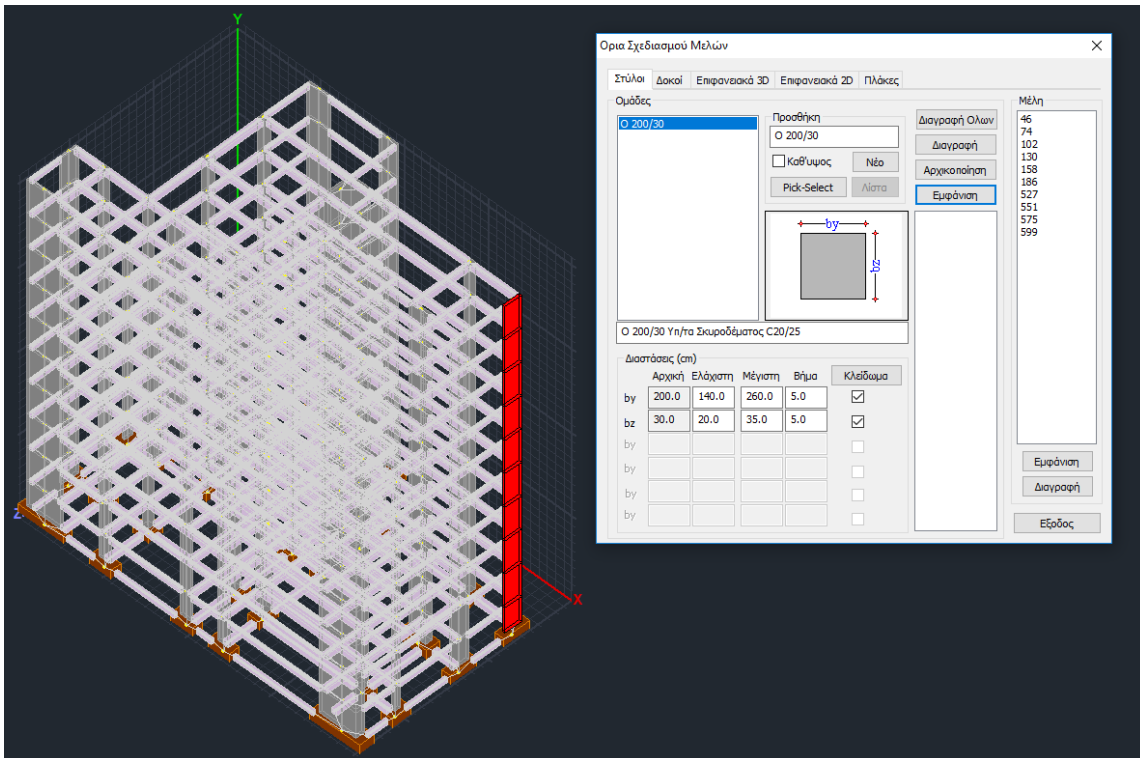 Y
Z
X
Ορια Σχεδιασμού Μελών
Στύλοι Δοκοί Επιφανειακά 3D Επιφανειακά 2D Πλάκες
Ομάδες
O 200/30
Προσθήκη
O 200/30
Καθ'υψος Νέο
Pick-Select Λίστα
Διαγραφή Ολων
Διαγραφή
Αρχικοποίηση
Εμφάνιση
by
bz
O 200/30 Υπ/τα Σκυροδέματος C20/25
Διαστάσεις (cm)
Αρχική Ελάχιστη Μέγιστη Βήμα Κλείδωμα
by 200.0 140.0 260.0 5.0
bz 30.0 20.0 35.0 5.0
by
by
by
by
Μέλη
46
74
102
130
158
186
527
551
575
599
Εμφάνιση
Διαγραφή
Εξοδος